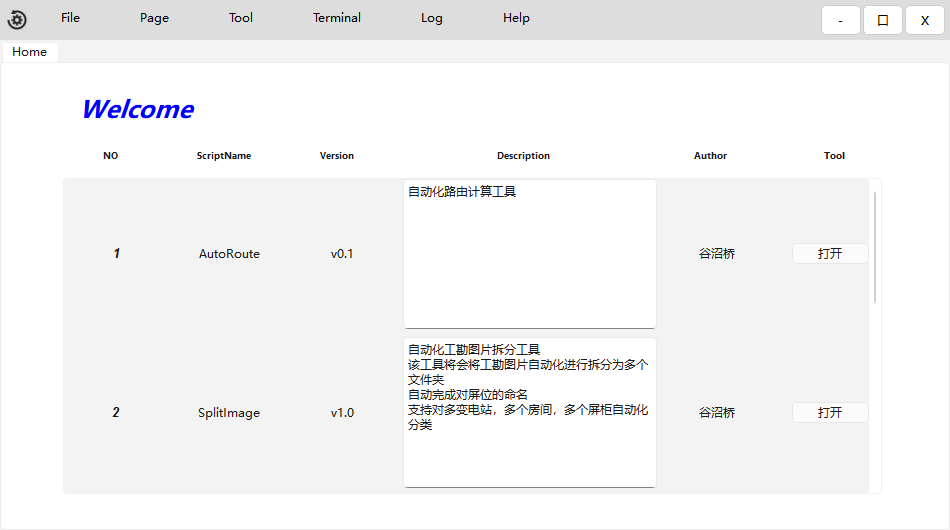 File Page Tool Terminal Log Help - 口 X
Home
Welcome
NO ScriptName Version Description Author Tool
自动化路由计算工具
1 AutoRoute v0.1 谷沼桥 打开
自动化工勘图片拆分工具
该工具将会将工勘图片自动化进行拆分为多个
文件夹
自动完成对屏位的命名
支持对多变电站，多个房间，多个屏柜自动化
分类
2 SplitImage v1.0 谷沼桥 打开